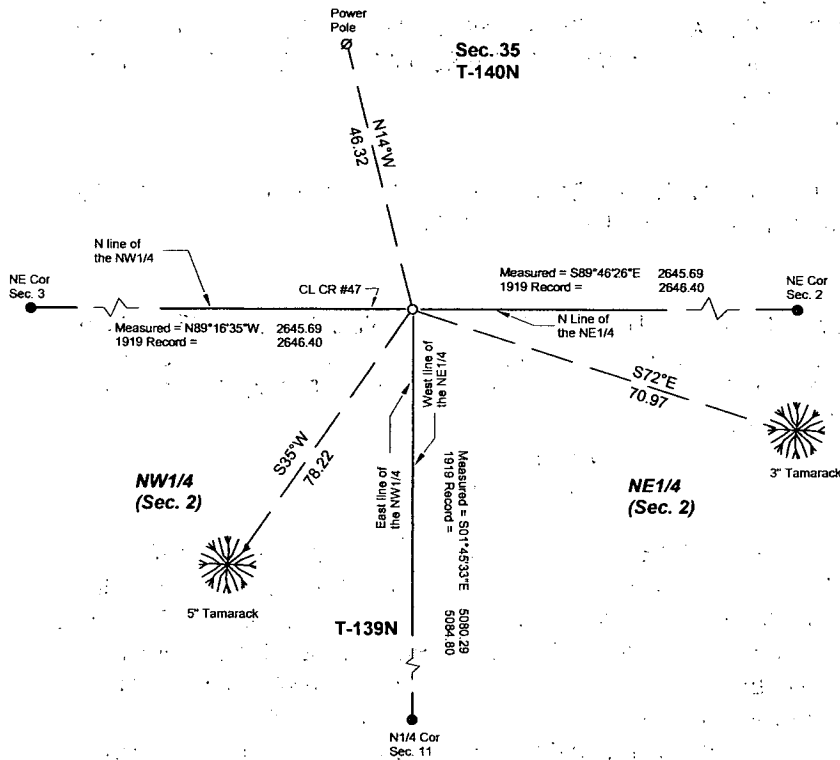 Power
Pole
Sec. 35
T-140N
N14°W
46.32
N line of
the NW1/4
NE Cor
Sec. 3
CL CR #47
Measured = S89°46'26"E 2645.69
1919 Record = 2646.40
NE Cor
Sec. 2
Measured = N89°16'35"W 2645.69
1919 Record = 2646.40
N Line of
the NE1/4
West line of
the NE1/4
S72°E
70.97
S35°W
78.22
East line of
the NW1/4
Measured = S01°45'33"E 5080.29
1919 Record = 5084.80
3" Tamarack
NW1/4
(Sec. 2)
NE1/4
(Sec. 2)
5" Tamarack
T-139N
N1/4 Cor
Sec. 11